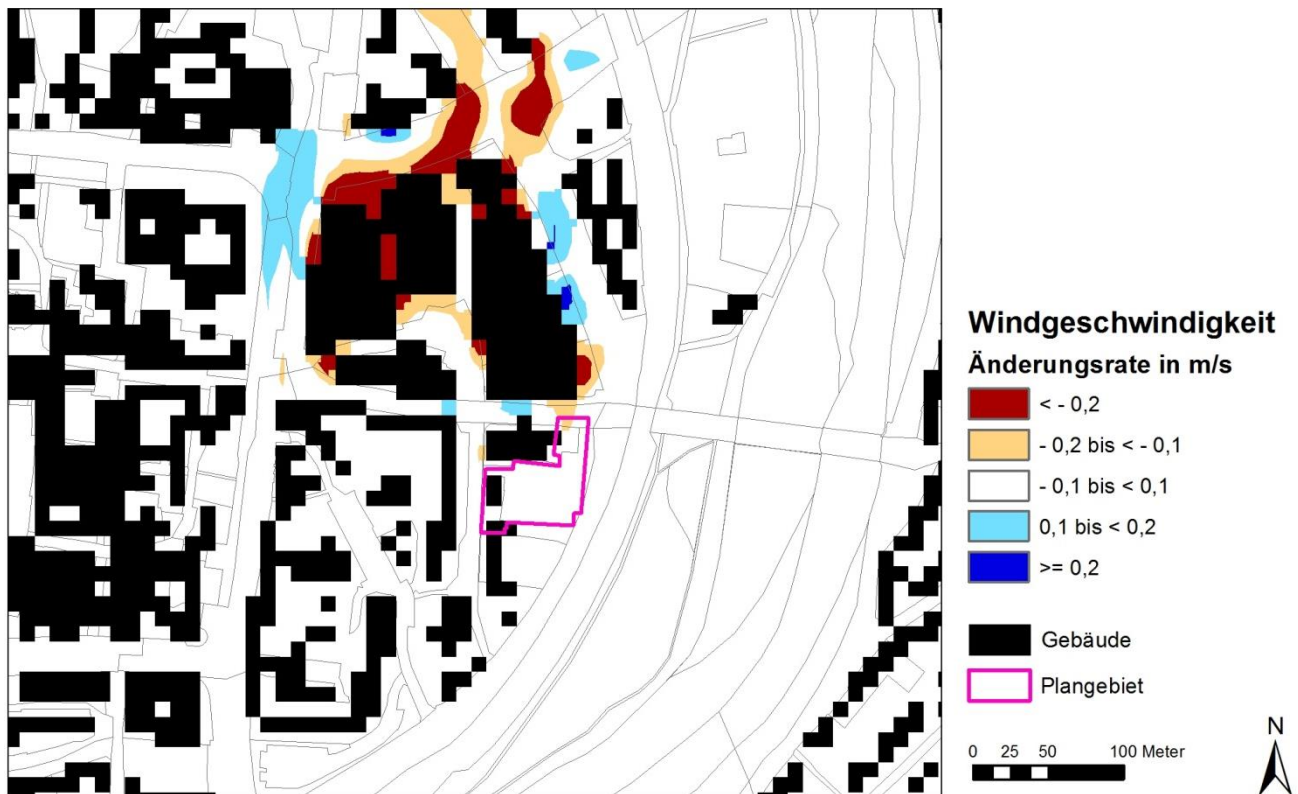 Windgeschwindigkeit
Änderungsrate in m/s
< - 0,2
- 0,2 bis < - 0,1
- 0,1 bis < 0,1
0,1 bis < 0,2
>= 0,2
Gebäude
Plangebiet
0 25 50 100 Meter
N